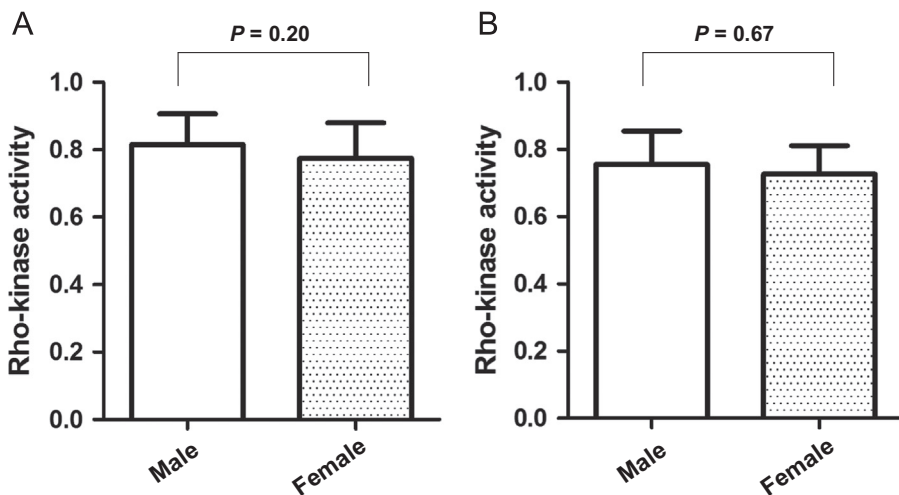 A
P = 0.20
1.0
0.8
0.6
0.4
0.2
0.0
Rho-kinase activity
Male
Female
B
P = 0.67
1.0
0.8
0.6
0.4
0.2
0.0
Rho-kinase activity
Male
Female